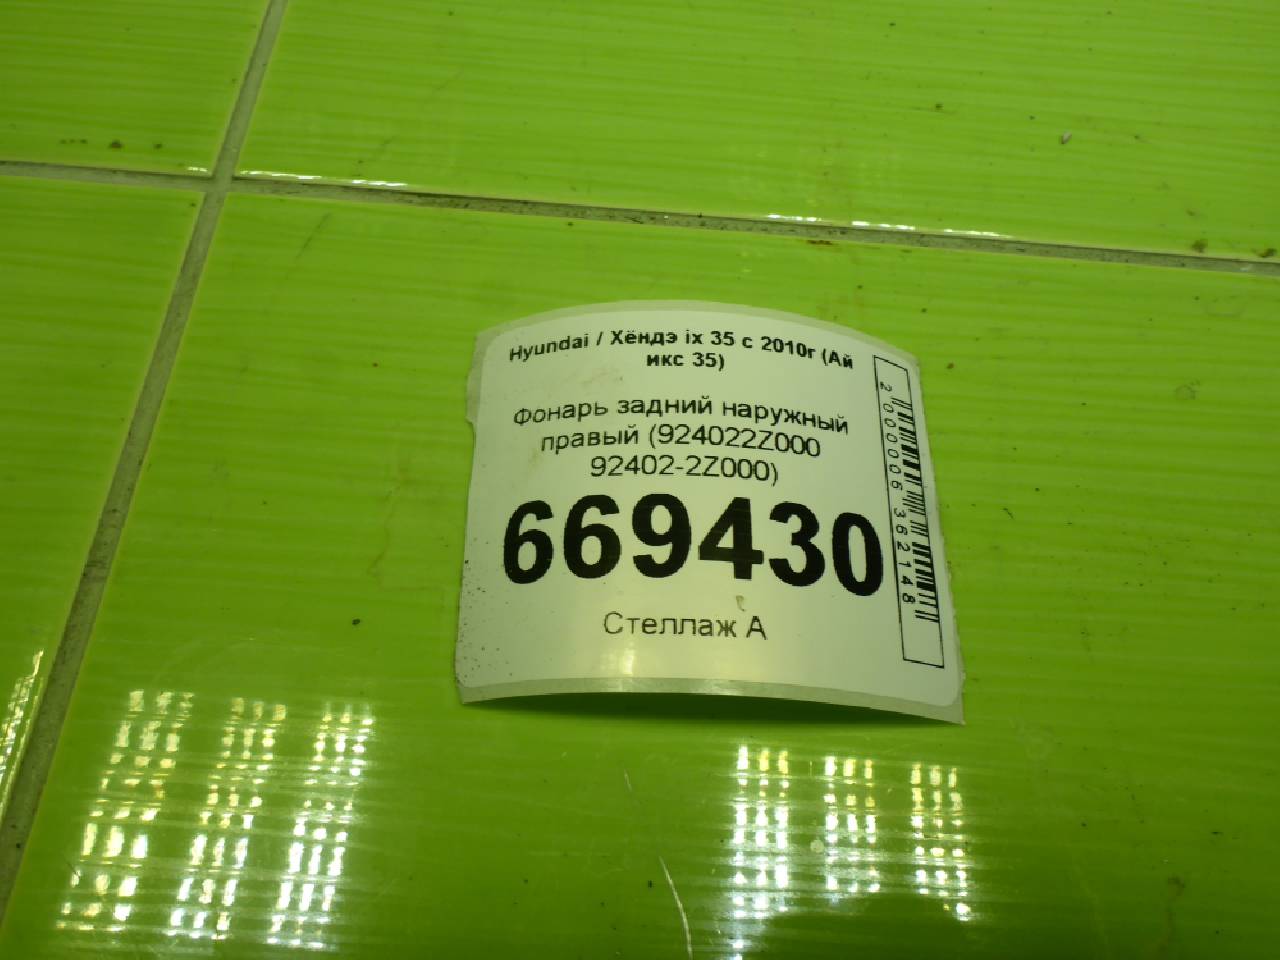 Hyundai / Хёндэ ix 35 с 2010г (Ай
икс 35)
Фонарь задний наружный
правый (924022Z000
92402-2Z000)
669430
Стеллаж А
2000006362148